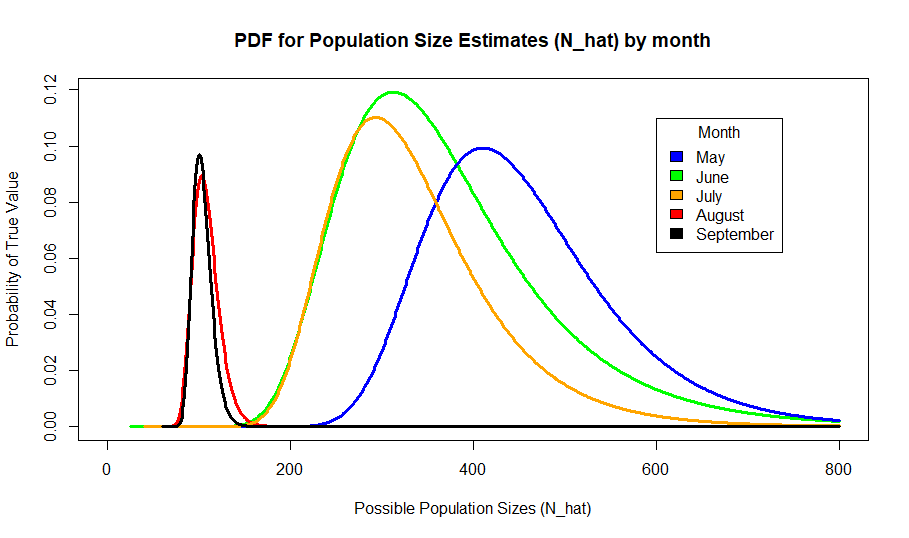 PDF for Population Size Estimates (N_hat) by month
Probability of True Value
0.12
0.10
0.08
0.06
0.04
0.02
0.00
Month
May
June
July
August
September
0
200
400
600
800
Possible Population Sizes (N_hat)